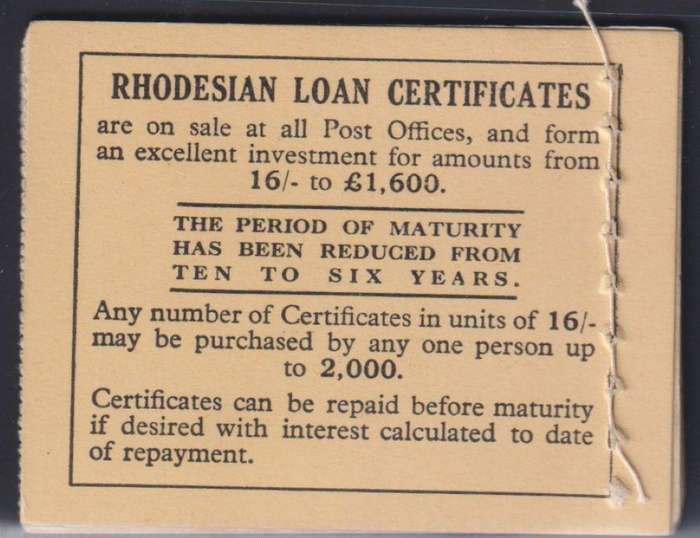 RHODESIAN LOAN CERTIFICATES
are on sale at all Post Offices, and form
an excellent investment for amounts from
16/- to £1,600.
THE PERIOD OF MATURITY
HAS BEEN REDUCED FROM
TEN TO SIX YEARS.
Any number of Certificates in units of 16/-
may be purchased by any one person up
to 2,000.
Certificates can be repaid before maturity
if desired with interest calculated to date
of repayment.